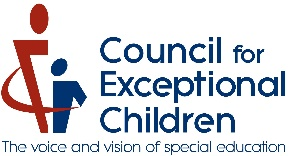 Council for
Exceptional
Children
The voice and vision of special education